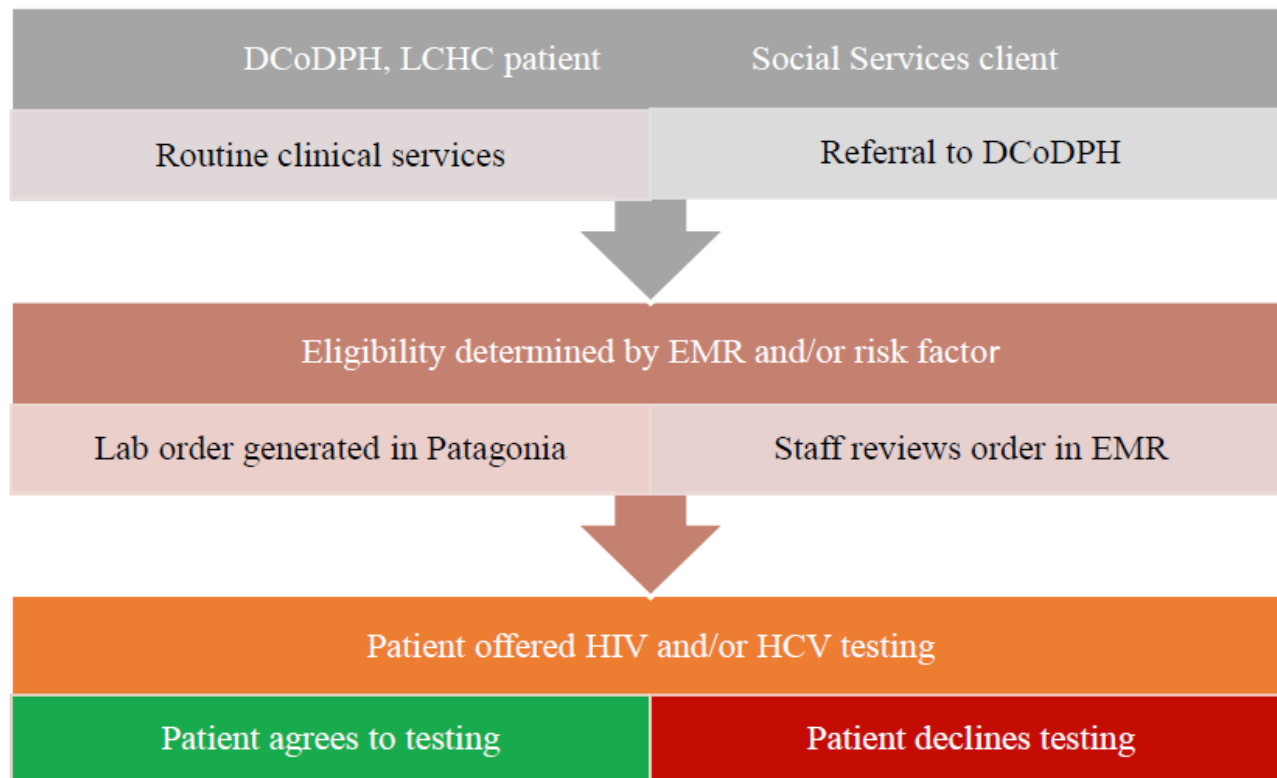 DCoDPH, LCHC patient Social Services client
Routine clinical services
Referral to DCoDPH
Eligibility determined by EMR and/or risk factor
Lab order generated in Patagonia
Staff reviews order in EMR
Patient offered HIV and/or HCV testing
Patient agrees to testing
Patient declines testing